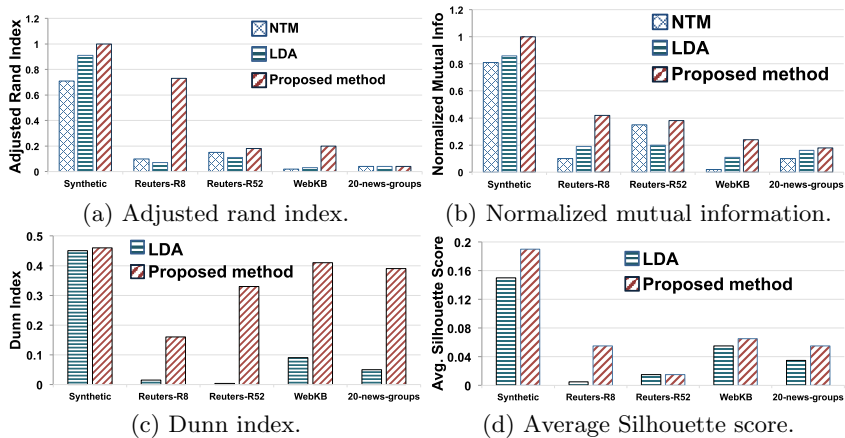 Adjusted Rand Index
1.2
1
0.8
0.6
0.4
0.2
0
NTM
LDA
Proposed method
Synthetic Reuters-R8 Reuters-R52 WebKB 20-news-groups
(a) Adjusted rand index.
Normalized Mutual Info
1.2
1
0.8
0.6
0.4
0.2
0
NTM
LDA
Proposed method
Synthetic Reuters-R8 Reuters-R52 WebKB 20-news-groups
(b) Normalized mutual information.
Dunn Index
0.5
0.4
0.3
0.2
0.1
0
LDA
Proposed method
Synthetic Reuters-R8 Reuters-R52 WebKB 20-news-groups
(c) Dunn index.
Avg. Silhouette Score
0.2
0.16
0.12
0.08
0.04
0
LDA
Proposed method
Synthetic Reuters-R8 Reuters-R52 WebKB 20-news-groups
(d) Average Silhouette score.